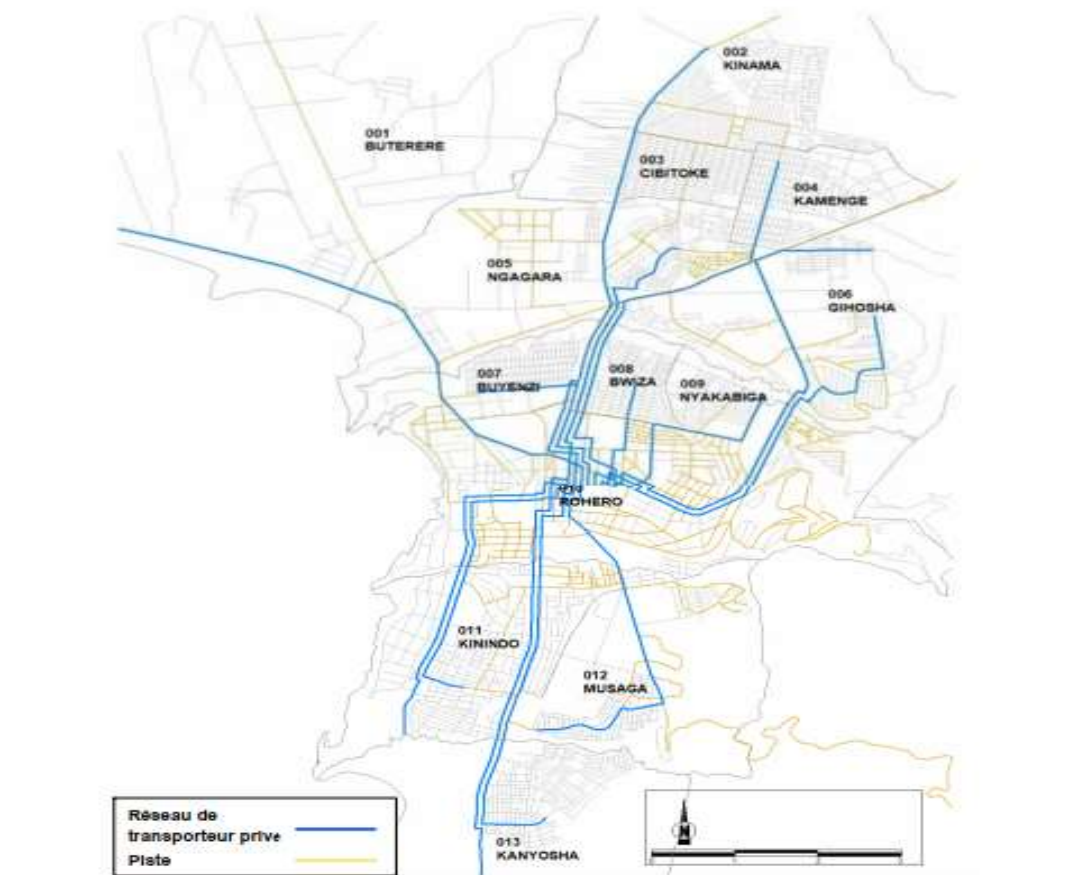 002
KINAMA
001
BUTERERE
003
CIBITOKE
004
KAMENGE
005
NGAGARA
006
GIHOSHA
007
BUYENZI
008
BWIZA
009
NYAKABIGA
ROHERO
011
KININDO
012
MUSAGA
013
KANYOSHA
Réseau de
transporteur prive
Piste
N